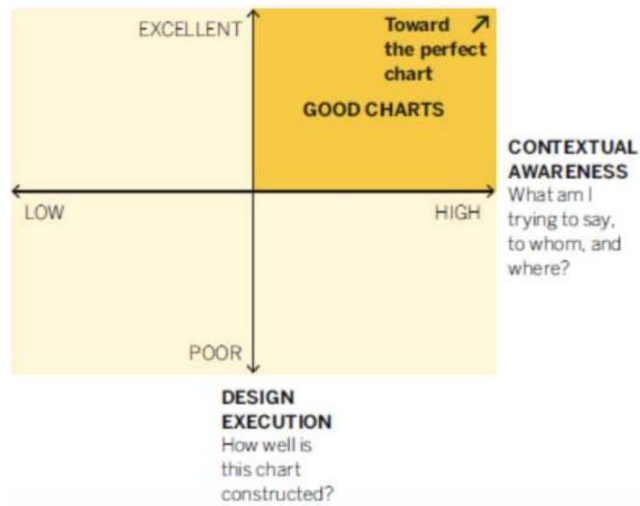 EXCELLENT
Toward
the perfect
chart
GOOD CHARTS
LOW
HIGH
CONTEXTUAL
AWARENESS
What am I
trying to say,
to whom, and
where?
POOR
DESIGN
EXECUTION
How well is
this chart
constructed?